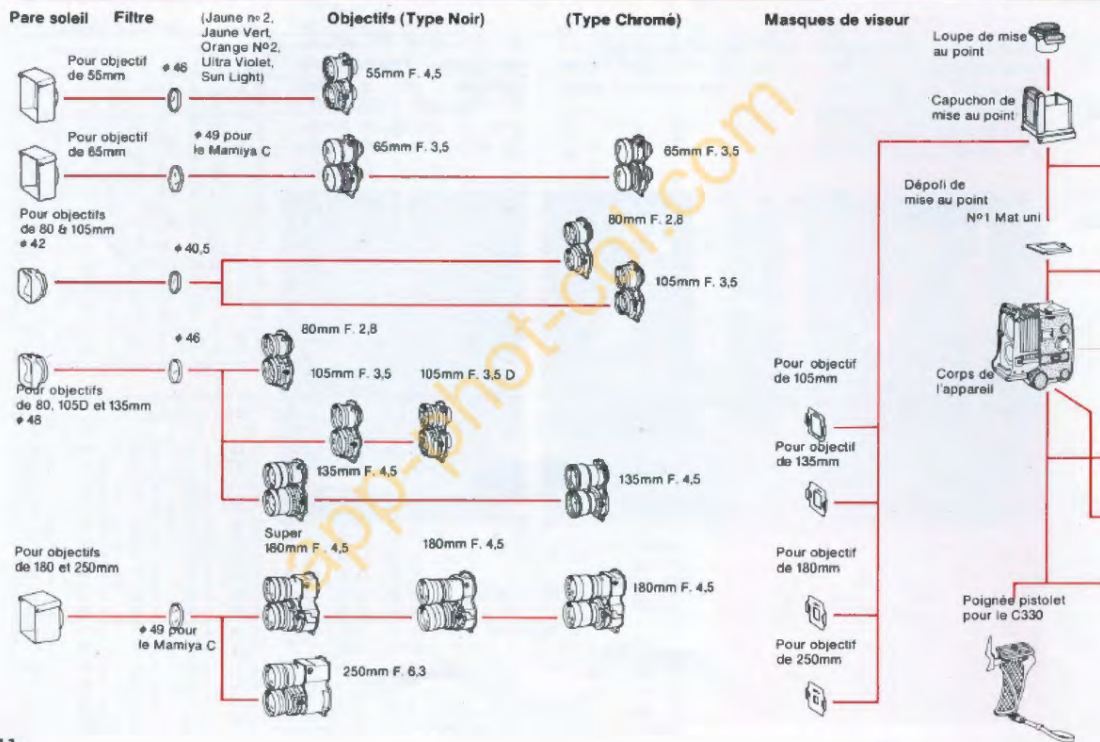 Pare soleil
Filtre
(Jaune nº 2,
Jaune Vert,
Orange Nº2,
Ultra Violet,
Sun Light)
Objectifs (Type Noir)
(Type Chromé)
Masques de viseur
Pour objectif
de 55mm
ø 46
55mm F. 4,5
Pour objectif
de 65mm
ø 49 pour
le Mamiya C
65mm F. 3,5
65mm F. 3,5
Pour objectifs
de 80 & 105mm
ø 42
ø 40,5
80mm F. 2,8
105mm F. 3,5
ø 46
Pour objectifs
de 80, 105D et 135mm
ø 48
80mm F. 2,8
105mm F. 3,5
105mm F. 3,5 D
135mm F. 4,5
135mm F. 4,5
Pour objectifs
de 180 et 250mm
ø 49 pour
le Mamiya C
Super
180mm F. 4,5
180mm F. 4,5
180mm F. 4,5
250mm F. 6,3
Pour objectif
de 105mm
Pour objectif
de 135mm
Pour objectif
de 180mm
Pour objectif
de 250mm
Loupe de mise
au point
Capuchon de
mise au point
Dépoli de
mise au point
Nº1 Mat uni
Corps de
l'appareil
Poignée pistolet
pour le C330
app-phot-col.com